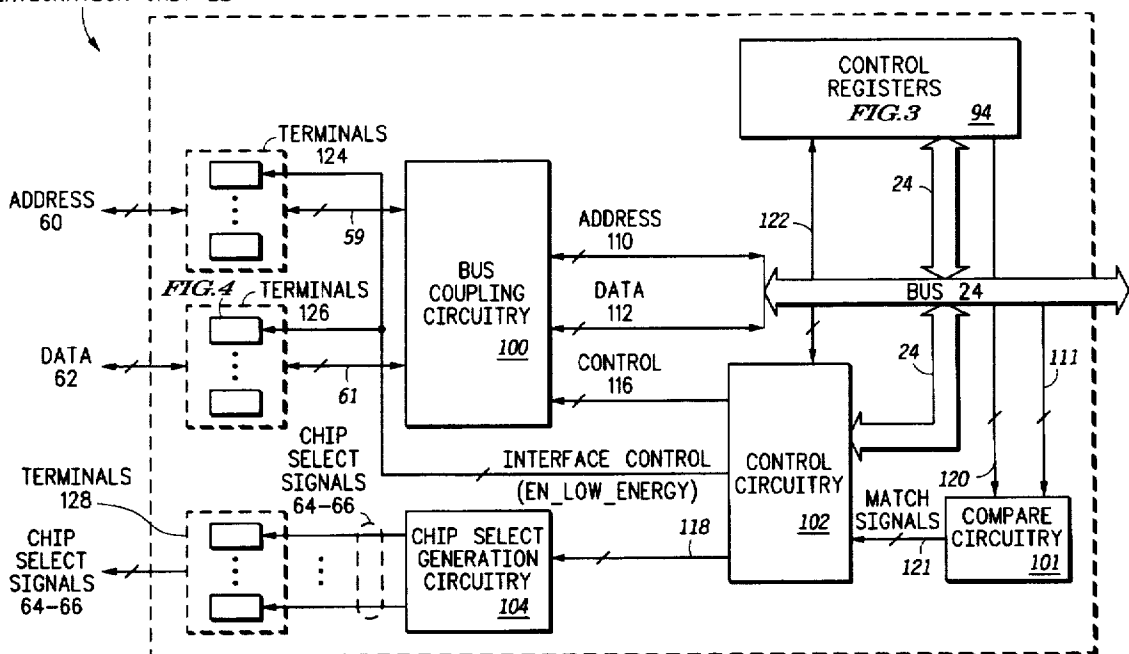 CONTROL
REGISTERS
FIG.3
94
TERMINALS
124
ADDRESS
60
59
24
122
ADDRESS
110
BUS
COUPLING
CIRCUITRY
100
DATA
112
BUS 24
FIG.4
TERMINALS
126
DATA
62
61
CONTROL
116
24
111
CHIP
SELECT
SIGNALS
64-66
INTERFACE CONTROL
(EN_LOW_ENERGY)
CONTROL
CIRCUITRY
102
120
MATCH
SIGNALS
121
COMPARE
CIRCUITRY
101
TERMINALS
128
CHIP
SELECT
SIGNALS
64-66
CHIP SELECT
GENERATION
CIRCUITRY
104
118